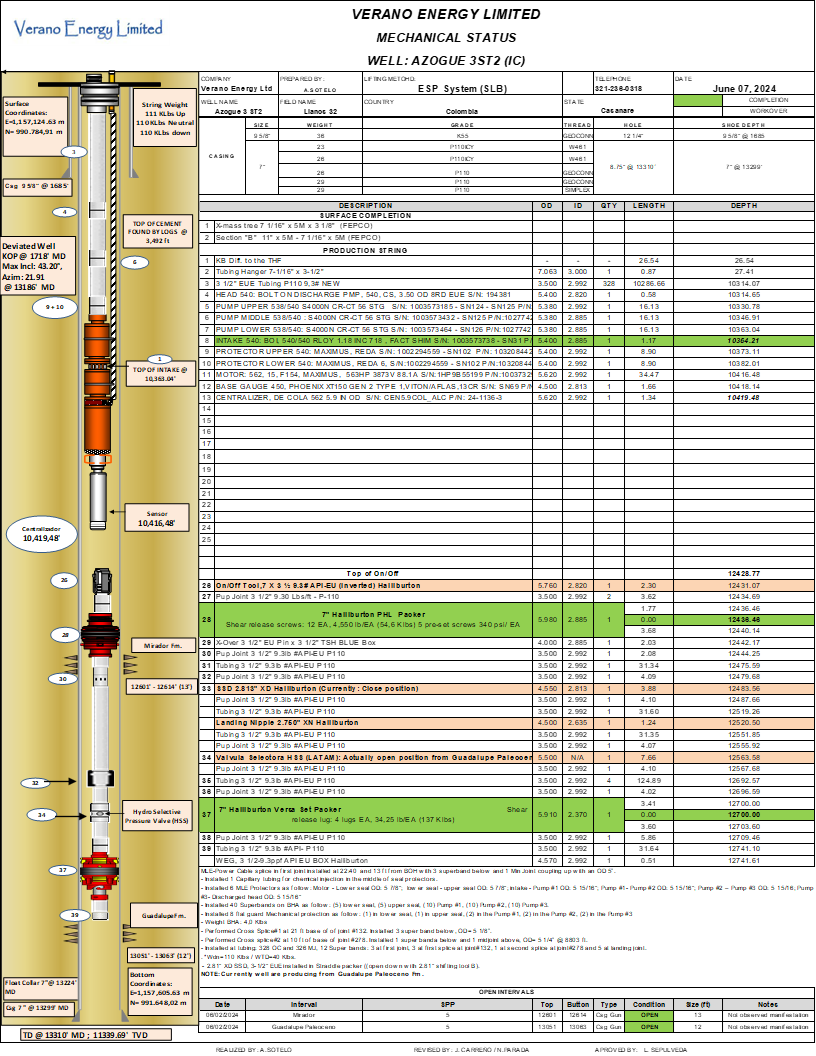 VERANO ENERGY LIMITED
MECHANICAL STATUS
WELL: AZOGUE 3ST2 (IC)
Verano Energy Limited
COMPANY PREPARED BY: LIFTING METCHO: TELEPHONE DATE
Verano Energy Ltd A.SOTELO ESP System (SLB) 321-236-0318 June 07, 2024
WELL NAME FIELD NAME COUNTRY STATE COMPLETION
Azogue 3 ST2 Llanos 32 Colombia Casanare WORKOVER
CASING
SIZE WEIGHT GRADE THREAD HOLE SHOE DEPTH
9 5/8" 36 K55 GEOCONN 12 1/4" 9 5/8" @ 1685
7" 23 P110ICY W461 8.75" @ 13310' 7" @ 13299'
26 P110ICY W461
26 P110 GEOCONN
29 P110 GEOCONN
29 P110 SIMPLEX
DESCRIPTION OD ID QTY LENGTH DEPTH
SURFACE COMPLETION
1 X-mass tree 7 1/16" x 5M x 3 1/8" (FEPCO)
2 Section "B" 11" x 5M - 7 1/16" x 5M (FEPCO)
PRODUCTION STRING
1 KB Dif. to the THF - - - 26.54 26.54
2 Tubing Hanger 7-1/16" x 3-1/2" 7.063 3.000 1 0.87 27.41
3 3 1/2" EUE Tubing P110 9,3# NEW 3.500 2.992 328 10286.66 10314.07
4 HEAD 540: BOLT ON DISCHARGE PMP, 540, CS, 3.50 OD 8RD EUE S/N: 194381 5.400 2.885 1 0.58 10314.65
5 PUMP UPPER 538/540 S4000N CR-CT 56 STG S/N: 1003573185 - SN124 - SN125 P/N 5.380 2.885 1 16.13 10330.78
6 PUMP MIDDLE 538/540 : S4000N CR-CT 56 STG S/N: 1003573432 - SN125 P/N:1027742 5.380 2.885 1 16.13 10346.91
7 PUMP LOWER 538/540: S4000N CR-CT 56 STG S/N: 1003573464 - SN126 P/N:1027742 5.380 2.992 1 16.13 10363.04
8 INTAKE 540: BOL 540/540 RLOY 1.18 INC 718 , FACT SHIM S/N: 1003573738 - SN31 P/N 5.400 2.885 1 1.17 10364.21
9 PROTECTOR UPPER 540: MAXIMUS, REDA S/N: 1002294559 - SN102 P/N: 10320844 5.400 2.992 1 8.90 10373.11
10 PROTECTOR LOWER 540: MAXIMUS, REDA 6, S/N: 1002294559 - SN102 P/N: 10320844 5.400 2.992 1 8.90 10382.01
11 MOTOR: 562, 15, F154, MAXIMUS, 563HP 3873V 88.1A S/N: 1HP9B55199 P/N:1003732 5.620 2.992 1 34.47 10416.48
12 BASE GAUGE 450, PHOENIX XT150 GEN 2 TYPE 1,VITON/AFLAS,13CR S/N: SN69 P/N 4.500 2.813 1 1.66 10418.14
13 CENTRALIZER, DE COLA 562 5.9 IN OD S/N: CEN5.9COL_ALC P/N: 24-1136-3 5.620 2.992 1 1.34 10419.48
14
15
16
17
18
19
20
21
22
23
24
25
Top of On/Off 12428.77
26 On/Off Tool,7 X 3 ½ 9.3# API-EU (Inverted) Halliburton 5.760 2.820 1 2.30 12431.07
27 Pup Joint 3 1/2" 9.30 Lbs/ft - P-110 3.500 2.992 2 3.62 12434.69
28 7" Halliburton PHL Packer 5.980 2.885 1 1.77 12436.46
Shear release screws: 12 EA, 4,550 lb/EA (54,6 Klbs) 5 pre-set screws 340 psi/ EA 0.00 12436.46
3.68 12440.14
29 X-Over 3 1/2" EU Pin x 3 1/2" TSH BLUE Box 4.000 2.885 1 2.03 12442.17
30 Pup Joint 3 1/2" 9.3lb #API-EU P110 3.500 2.992 1 2.08 12444.25
31 Tubing 3 1/2" 9.3lb #API-EU P110 3.500 2.992 1 31.34 12475.59
32 Pup Joint 3 1/2" 9.3lb #API-EU P110 3.500 2.992 1 4.09 12479.68
33 SSD 2.813" XD Halliburton (Currently : Close position) 4.550 2.813 1 3.88 12483.56
Pup Joint 3 1/2" 9.3lb #API-EU P110 3.500 2.992 1 4.10 12487.66
Tubing 3 1/2" 9.3lb #API-EU P110 3.500 2.992 1 31.60 12519.26
Landing Nipple 2.750" XN Halliburton 4.500 2.635 1 1.24 12520.50
Tubing 3 1/2" 9.3lb #API-EU P110 3.500 2.992 1 31.35 12551.85
Pup Joint 3 1/2" 9.3lb #API-EU P110 3.500 2.992 1 4.07 12555.92
34 Valvula Selectora HSS (LATAM): Actually open position from Guadalupe Paleocen 5.500 N/A 1 7.66 12563.58
Pup Joint 3 1/2" 9.3lb #API-EU P110 3.500 2.992 1 4.10 12567.68
35 Tubing 3 1/2" 9.3lb #API-EU P110 3.500 2.992 4 124.89 12692.57
36 Pup Joint 3 1/2" 9.3lb #API-EU P110 3.500 2.992 1 4.02 12696.59
37 7" Halliburton Versa Set Packer Shear 5.910 2.370 1 3.41 12700.00
release lug: 4 lugs EA, 34,25 lb/EA (137 Klbs) 0.00 12700.00
3.60 12703.60
38 Pup Joint 3 1/2" 9.3lb #API-EU P110 3.500 2.992 1 5.86 12709.46
39 Tubing 3 1/2" 9.3lb #API- P110 3.500 2.992 1 31.64 12741.10
WEG, 3 1/2-9.3ppf API EU BOX Halliburton 4.570 2.992 1 0.51 12741.61
MLE-Power Cable splice in first joint installed at 22.40 and 13 ft from BOH with 3 superband below and 1 Min Joint coupling up with an OD 5".
- Installed 1 Capillary tubing for chemical injection in the middle of seal protectors.
- Installed 6 MLE Protectors as follow: Motor - Lower seal OD: 5 7/8", lower seal - upper seal OD: 5 7/8", intake - Pump #1 OD: 5 15/16", Pump #1- Pump #2 OD: 5 15/16", Pump #2 – Pump #3 OD: 5 15/16, Pump
#3- Discharged head OD: 5 15/16"
- Installed 40 Superbands on BHA as follow: (5) lower seal, (5) upper seal, (10) Pump #1, (10) Pump #2, (10) Pump #3.
- Installed 8 flat guard Mechanical protection as follow: (1) in lower seal, (1) in upper seal, (2) in the Pump #1, (2) in the Pump #2, (2) in the Pump #3
- Weight BHA: 4.0 Klbs
- Performed Cross Splice#1 at 21 ft base of of joint #132. Installed 3 super band below, OD= 5 1/8".
- Performed Cross splice#2 at 10 ft of base of joint #278. Installed 1 super bands below and 1 midjoint above, OD= 5 1/4" @ 8803 ft.
- Installed at tubing: 328 OC and 326 MJ, 12 Super bands: 3 at first joint, 3 at first splice at joint#132, 1 at second splice at joint#278 and 5 at landing joint.
. *Wdn=110 Klbs / WTD=40 Klbs.
- 2.81" XD SSD, 3-1/2" EUE installed in Straddle packer ((open down with 2.81" shifting tool B).
NOTE: Currently well are producing from Guadalupe Paleoceno Fm.
OPEN INTERVALS
Date Interval SPP Top Button Type Condition Size (ft) Notes
06/02/2024 Mirador 5 12601 12614 Csg Gun OPEN 13 Not observed manifestation
06/02/2024 Guadalupe Paleoceno 5 13051 13063 Csg Gun OPEN 12 Not observed manifestation
REALIZED BY: A.SOTELO REVISED BY: J. CARREÑO / N.PARADA APROVED BY: L. SEPULVEDA
Surface
Coordenates:
E=1,157,124.63 m
N= 990.784,91 m
String Weight
111 KLbs Up
110 KLbs Neutral
110 KLbs down
3
Csg 9 5/8" @ 1685'
4
TOP OF CEMENT
FOUND BY LOGS @
3,492 ft
Deviated Well
KOP @ 1718' MD
Max Incl: 43.20°,
Azim: 21.91
@ 13186' MD
6
9 + 10
1
TOP OF INTAKE @
10,363.04'
Sensor
10,416,48'
Centralizador
10,419,48'
26
28
Mirador Fm.
30
12601' - 12614' (13')
32
34
Hydro Selective
Pressure Valve (HSS)
37
39
Guadalupe Fm.
13051' - 13063' (12')
Float Collar 7" @ 13224'
MD
Bottom
Coordenates:
E=1,157,605.63 m
N= 991.648,02 m
Csg 7 " @ 13299' MD
TD @ 13310' MD ; 11339.69' TVD